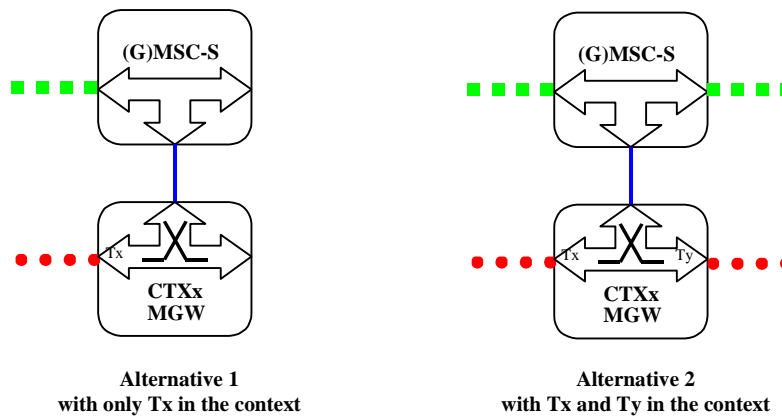 (G)MSC-S
(G)MSC-S
Tx
CTXx
MGW
Tx
Ty
CTXx
MGW
Alternative 1
with only Tx in the context
Alternative 2
with Tx and Ty in the context